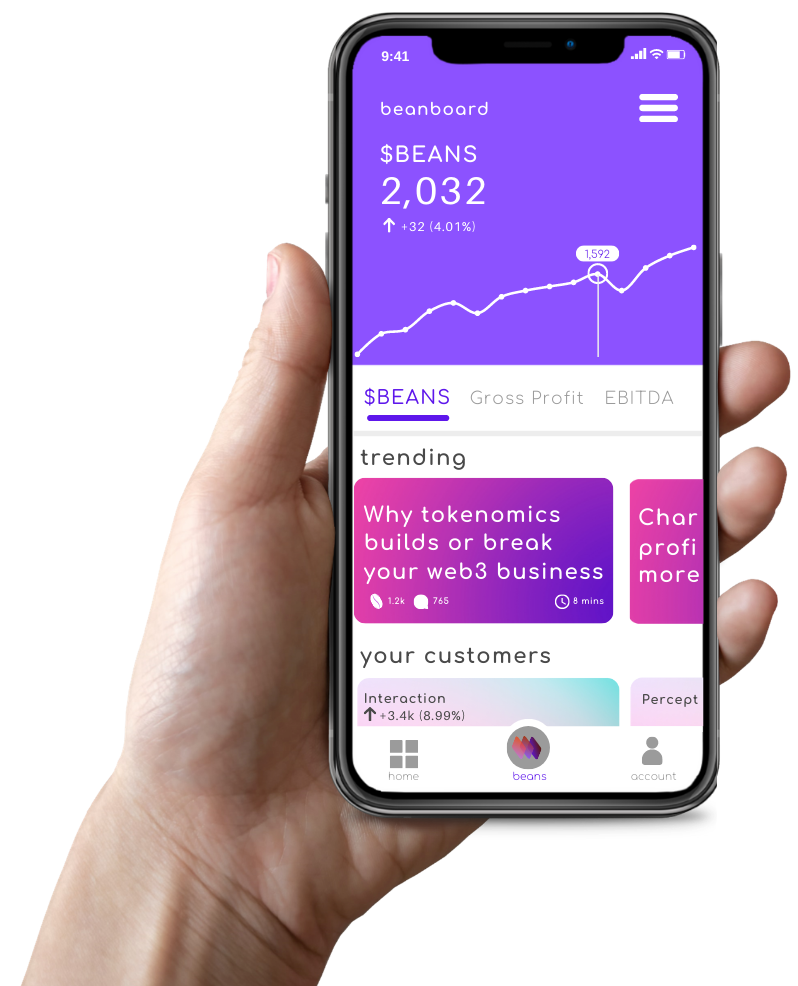 9:41
beanboard
$BEANS
2,032
+32 (4.01%)
1,592
$BEANS Gross Profit EBITDA
trending
Why tokenomics
builds or break
your web3 business
1.2k 765 8 mins
Char
profi
more
your customers
Interaction
+3.4k (8.99%)
Percept
home beans account